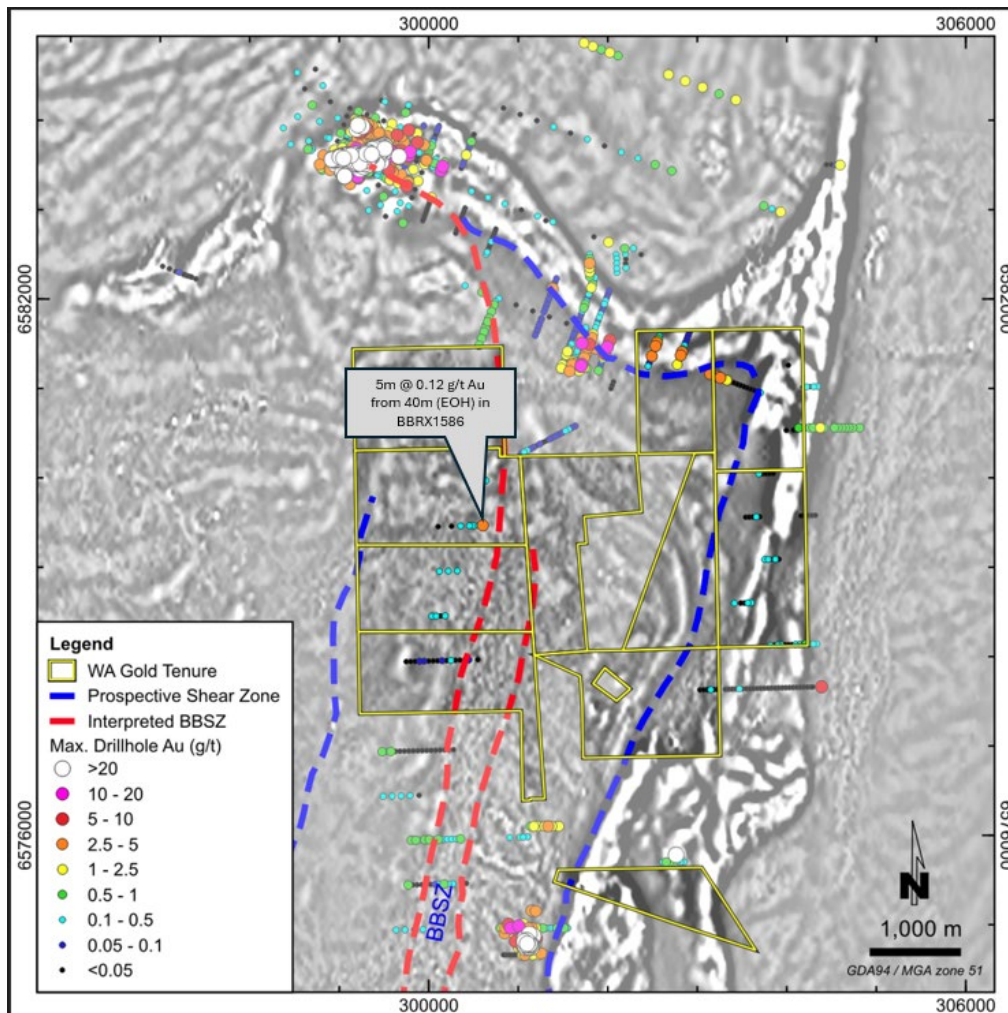 300000
306000
6582000
6582000
5m @ 0.12 g/t Au
from 40m (EOH) in
BBRX1586
Legend
WA Gold Tenure
Prospective Shear Zone
Interpreted BBSZ
Max. Drillhole Au (g/t)
>20
10 - 20
5 - 10
2.5 - 5
1 - 2.5
0.5 - 1
0.1 - 0.5
0.05 - 0.1
<0.05
6576000
6576000
BBSZ
N
1,000 m
GDA94 / MGA zone 51
300000
306000